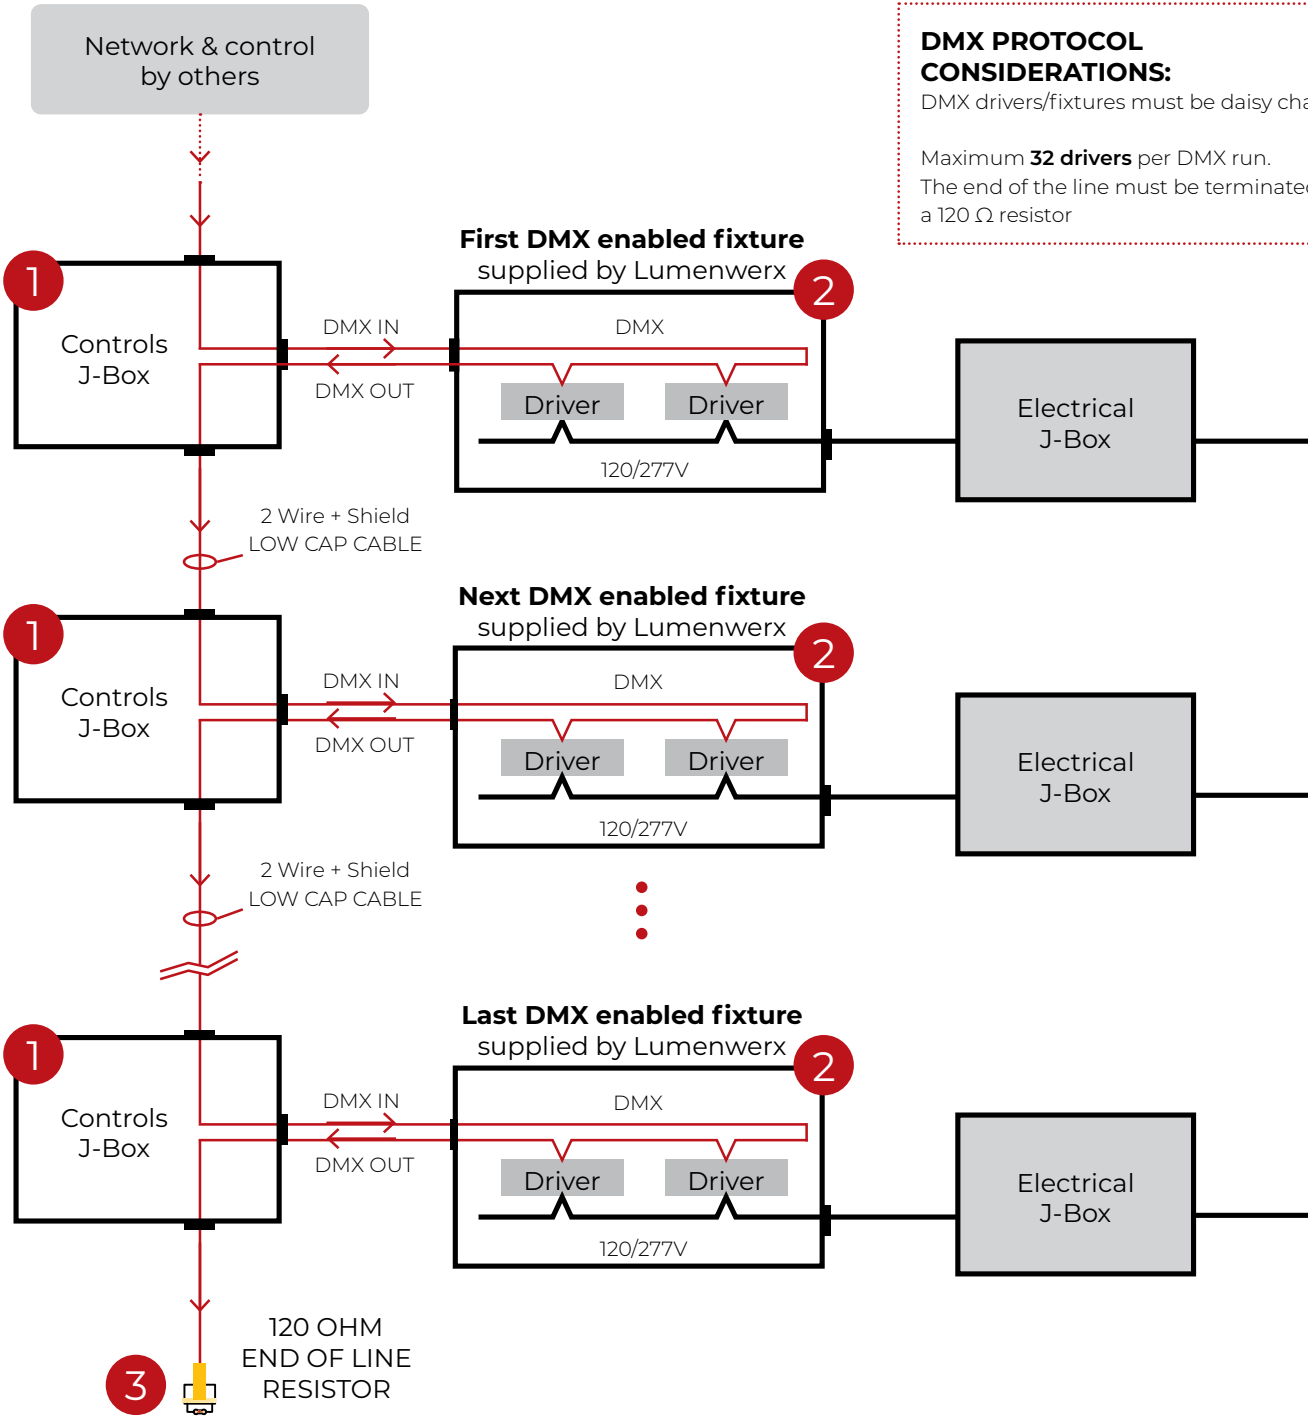 Network & control
by others
DMX PROTOCOL
CONSIDERATIONS:
DMX drivers/fixtures must be daisy
Maximum 32 drivers per DMX run.
The end of the line must be
a 120 Ω resistor
First DMX enabled fixture
supplied by Lumenwerx
1
2
Controls
J-Box
DMX IN
DMX OUT
DMX
Driver
Driver
120/277V
Electrical
J-Box
2 Wire + Shield
LOW CAP CABLE
Next DMX enabled fixture
supplied by Lumenwerx
1
2
Controls
J-Box
DMX IN
DMX OUT
DMX
Driver
Driver
120/277V
Electrical
J-Box
2 Wire + Shield
LOW CAP CABLE
Last DMX enabled fixture
supplied by Lumenwerx
1
2
Controls
J-Box
DMX IN
DMX OUT
DMX
Driver
Driver
120/277V
Electrical
J-Box
3
120 OHM
END OF LINE
RESISTOR